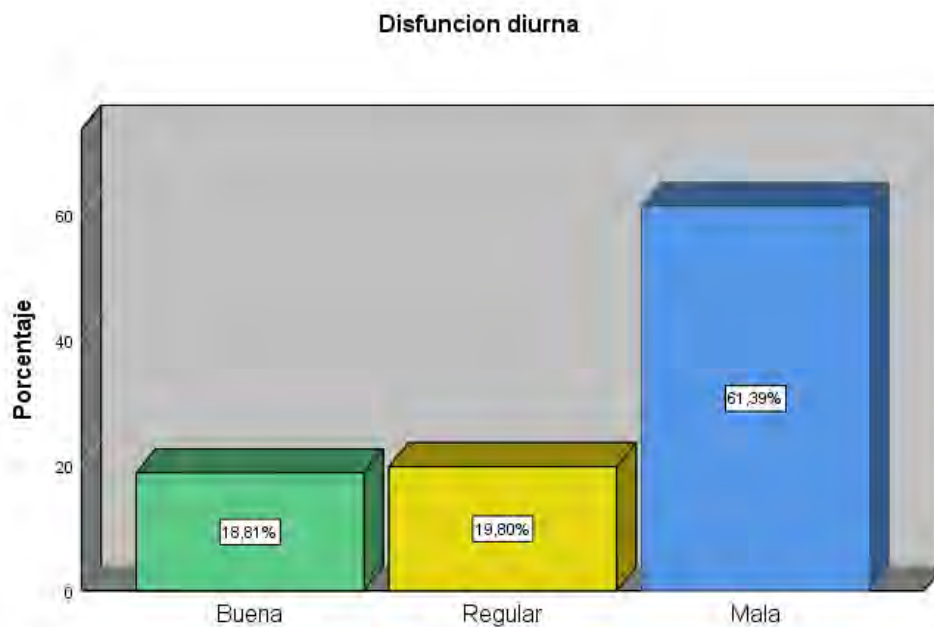 Disfuncion diurna
Porcentaje
60
40
20
0
18,81%
19,80%
61,39%
Buena
Regular
Mala